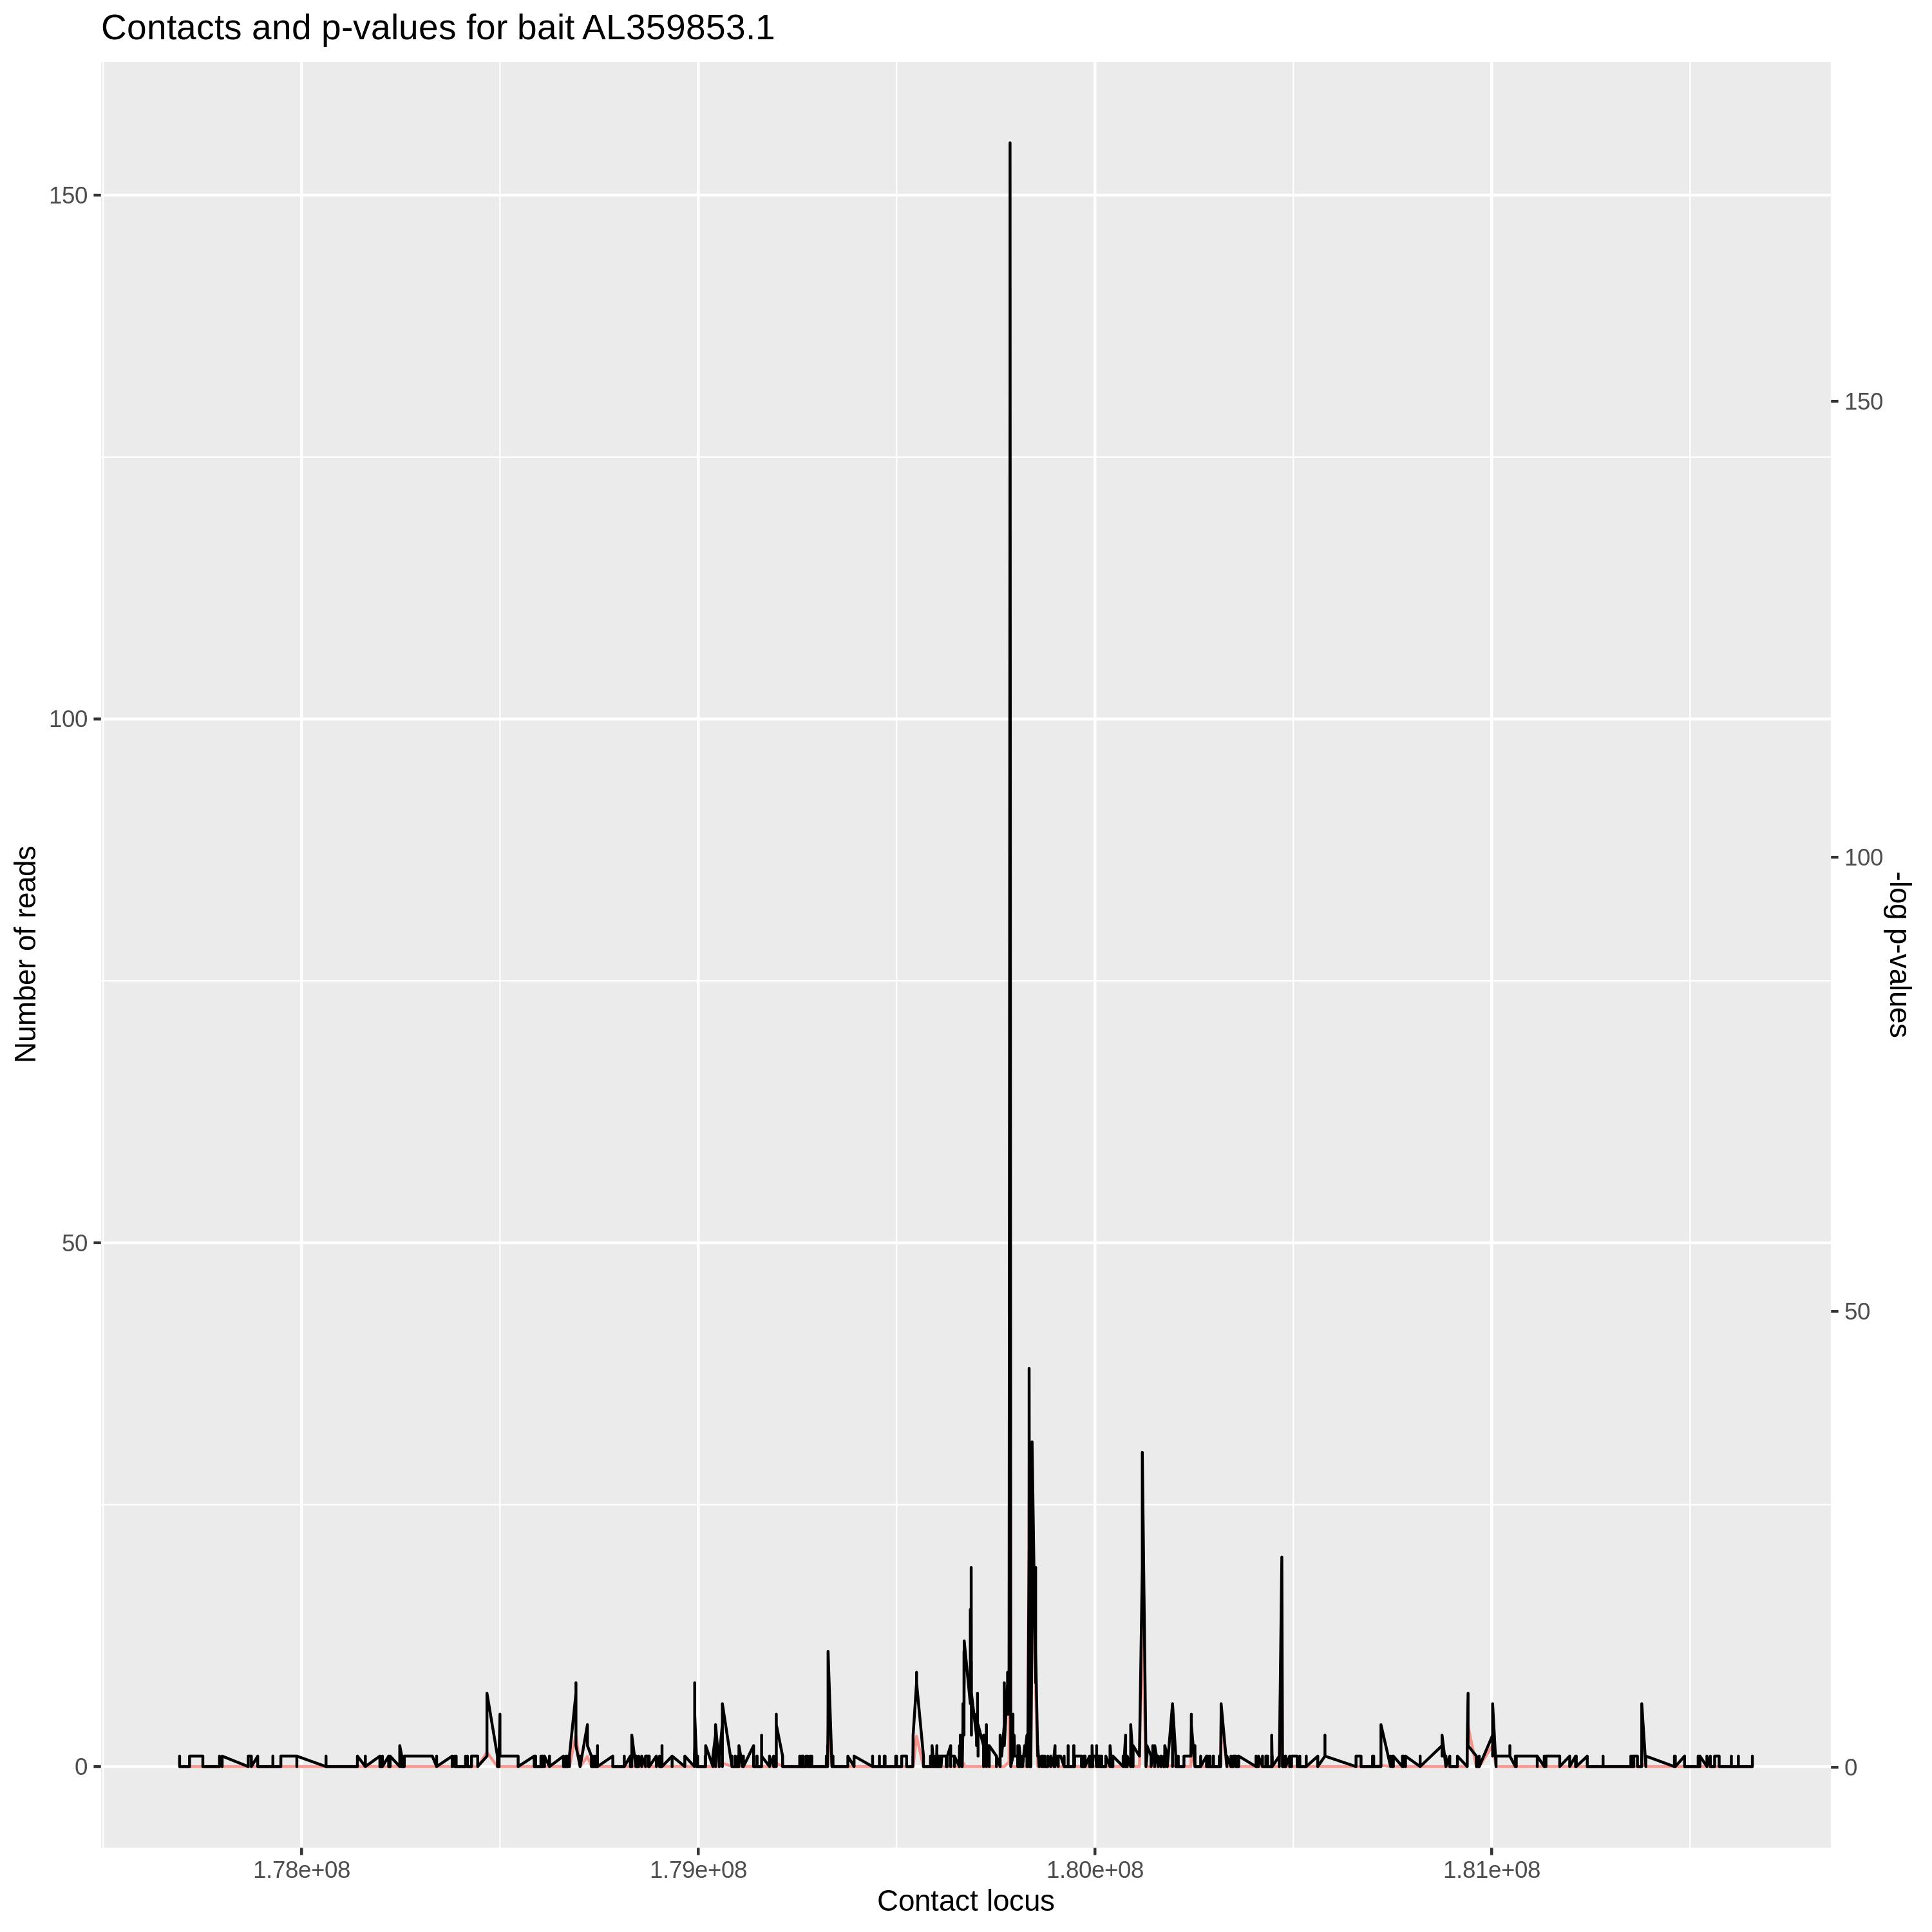 Contacts and p-values for bait AL359853.1
150
100
50
0
Number of reads
150
100
50
0
-log p-values
1.78e+08 1.79e+08 1.80e+08 1.81e+08
Contact locus